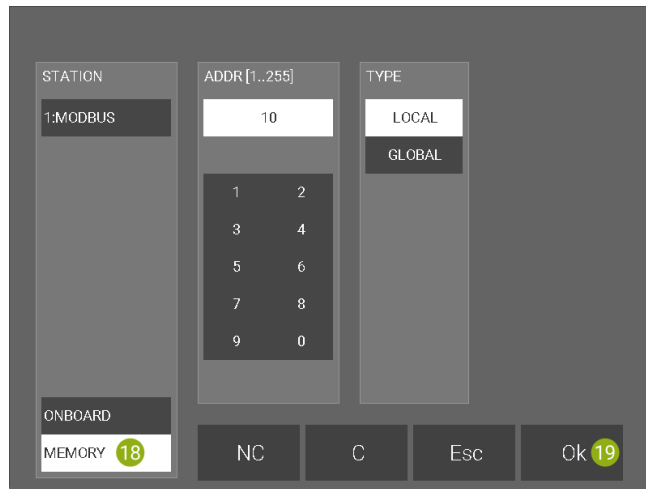 STATION
ADDR [1..255]
TYPE
1:MODBUS
10
LOCAL
GLOBAL
1 2
3 4
5 6
7 8
9 0
ONBOARD
MEMORY 18
NC
C
Esc
Ok 19